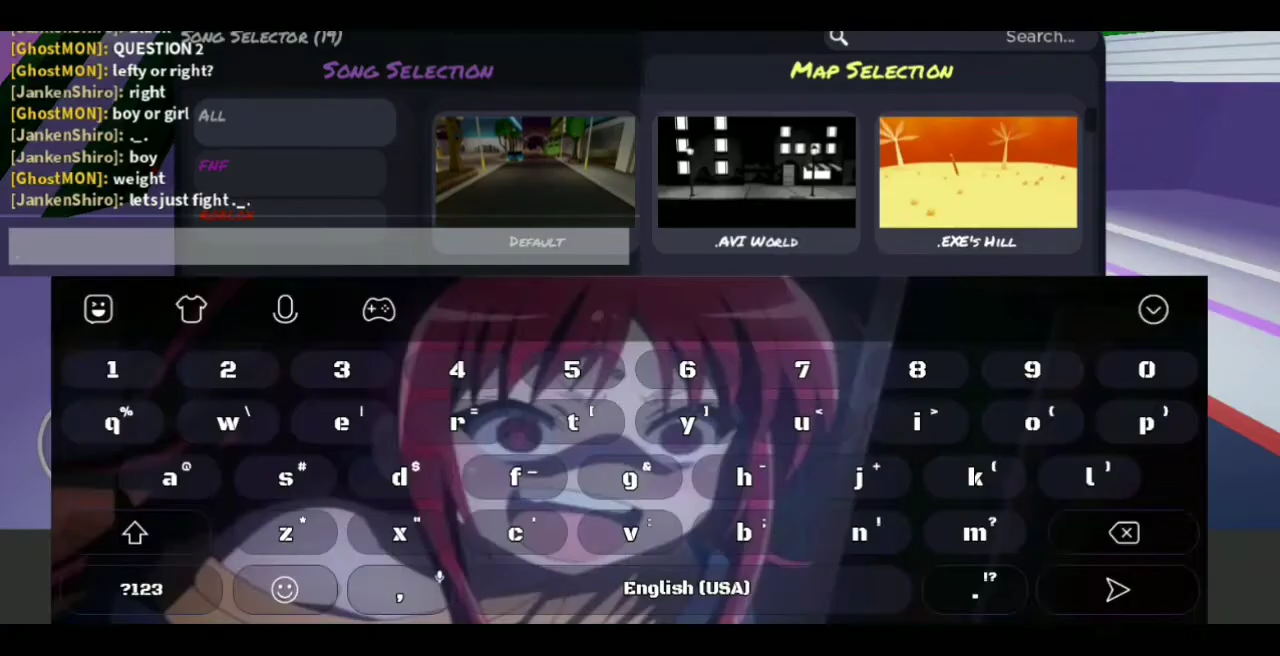 SONG SELECTOR (19)
Search...
[GhostMON]: QUESTION 2
[GhostMON]: lefty or right?
[JankenShiro]: right
[GhostMON]: boy or girl
[JankenShiro]: ._.
[JankenShiro]: boy
[GhostMON]: weight
[JankenShiro]: lets just fight ._.
SONG SELECTION
MAP SELECTION
ALL
FNF
DEFAULT
.AVI WORLD
.EXE'S HILL
1 2 3 4 5 6 7 8 9 0
q % w \ e | r = t [ y ] u < i > o ( p )
a @ s # d $ f – g & h - j + k ( l )
z * x " c ' v : b ; n ! m ?
?123 , English (USA) . !?